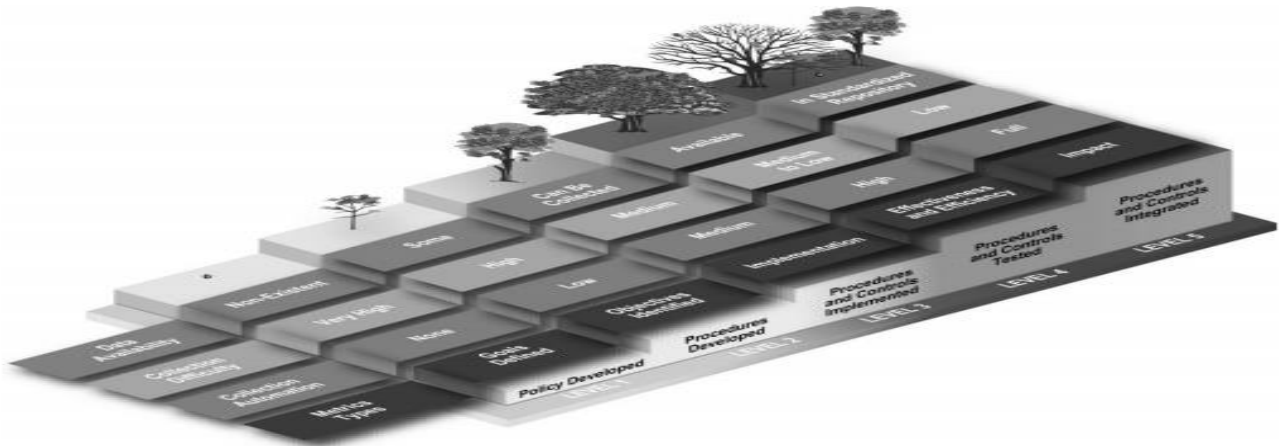 In Standardized
Repository
Available
Low
Can Be
Collected
Medium
to Low
Full
Some
Medium
High
Impact
Non-Existent
High
Medium
Effectiveness
and Efficiency
Procedures
and Controls
Integrated
Data
Availability
Very High
Low
Implementation
Procedures
and Controls
Tested
LEVEL 5
Collection
Difficulty
None
Objectives
Identified
Procedures
and Controls
Implemented
LEVEL 4
Collection
Automation
Goals
Defined
Procedures
Developed
LEVEL 3
Metrics
Types
Policy Developed
LEVEL 2
LEVEL 1